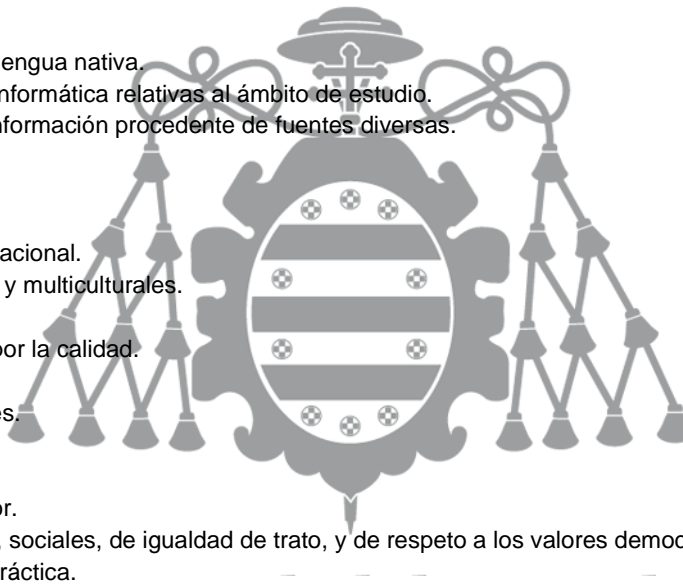 engua nativa.
nformática relativas al ámbito de estudio.
nformación procedente de fuentes diversas.
acional.
y multiculturales.
por la calidad.
es.
or.
, sociales, de igualdad de trato, y de respeto a los valores democ
ráctica.